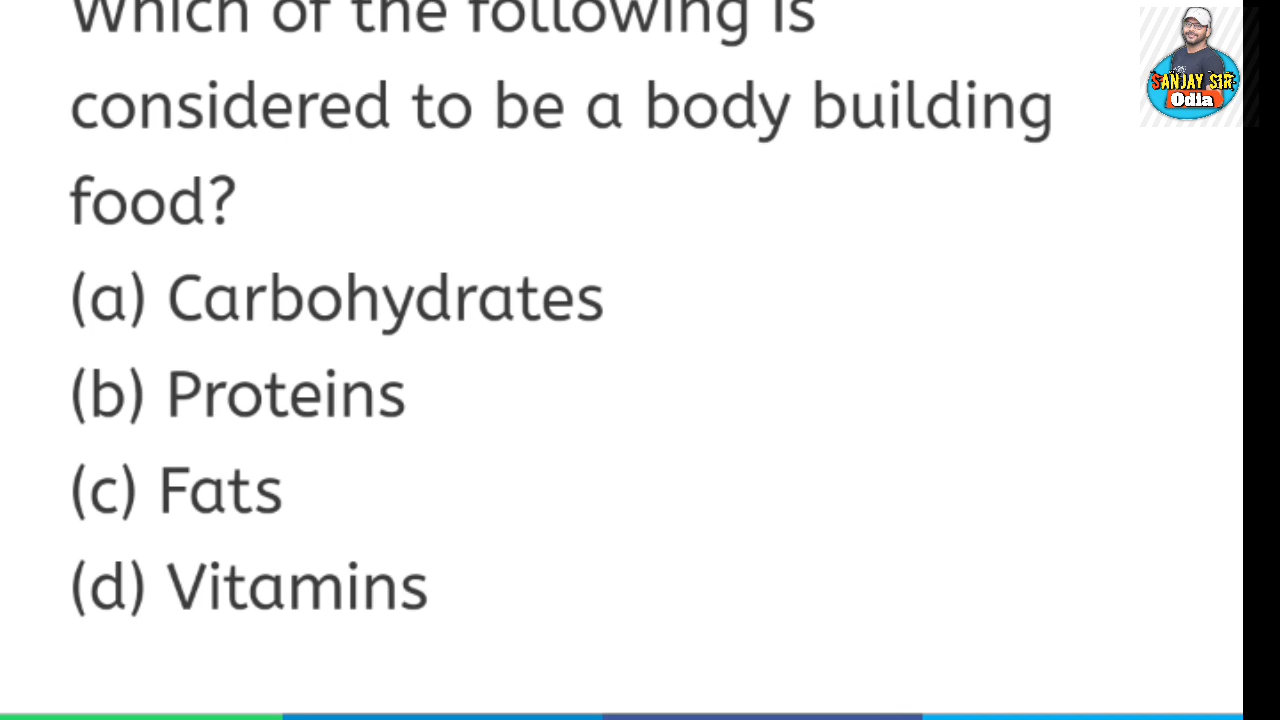 Which of the following is
considered to be a body building
food?
(a) Carbohydrates
(b) Proteins
(c) Fats
(d) Vitamins
SANJAY SIR
Odia